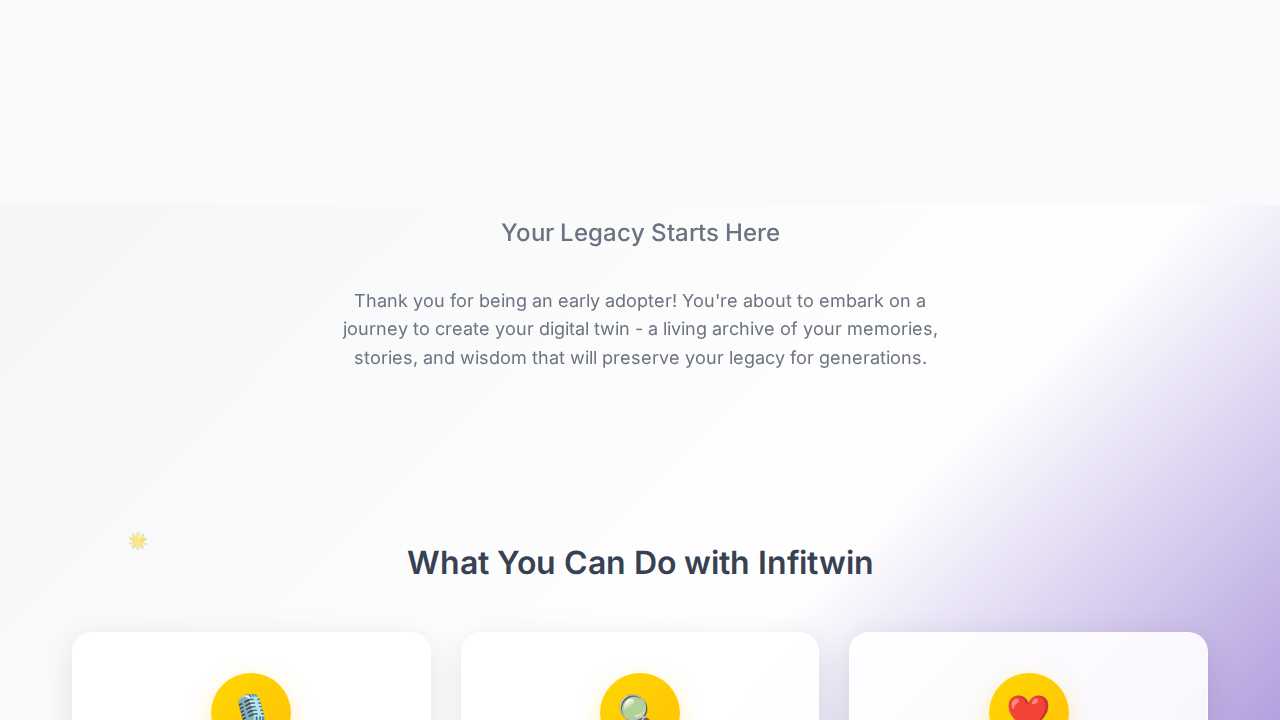 Your Legacy Starts Here
Thank you for being an early adopter! You're about to embark on a
journey to create your digital twin - a living archive of your memories,
stories, and wisdom that will preserve your legacy for generations.
What You Can Do with Infitwin